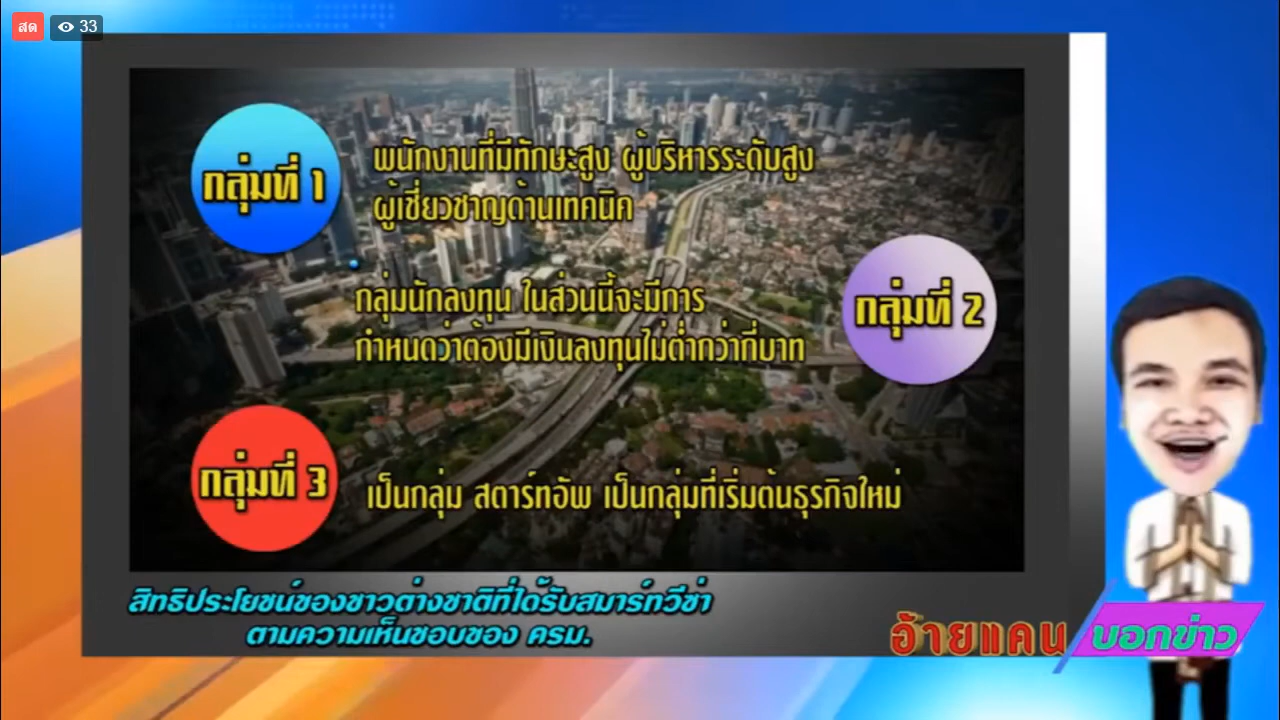 สด 33
กลุ่มที่ 1
พนักงานที่มีทักษะสูง ผู้บริหารระดับสูง
ผู้เชี่ยวชาญด้านเทคนิค
กลุ่มนักลงทุน ในส่วนนี้จะมีการ
กำหนดว่าต้องมีเงินลงทุนไม่ต่ำกว่ากี่บาท
กลุ่มที่ 2
กลุ่มที่ 3
เป็นกลุ่ม สตาร์ทอัพ เป็นกลุ่มที่เริ่มต้นธุรกิจใหม่
สิทธิประโยชน์ของชาวต่างชาติที่ได้รับสมาร์ทวีซ่า
ตามความเห็นชอบของ ครม.
อ้ายแคน บอกข่าว